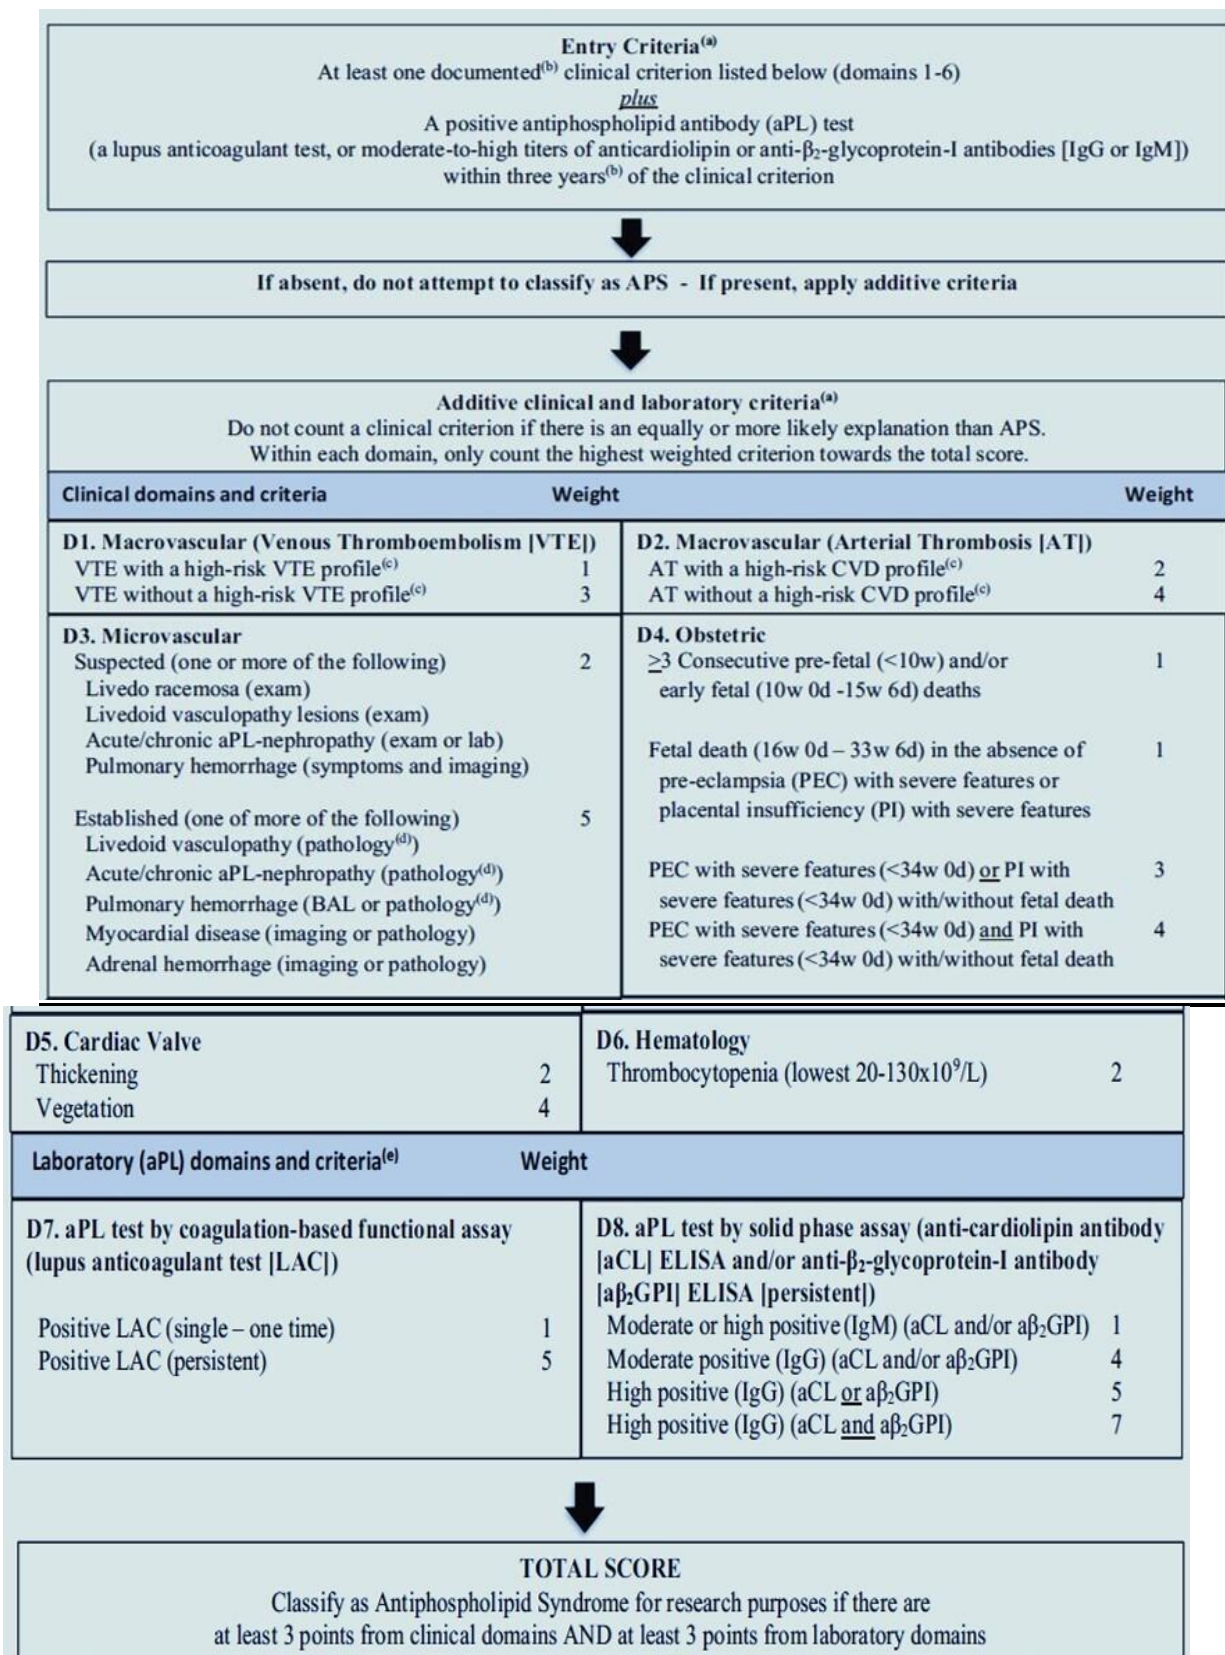 Entry Criteria(a)
At least one documented(b) clinical criterion listed below (domains 1-6)
plus
A positive antiphospholipid antibody (aPL) test
(a lupus anticoagulant test, or moderate-to-high titers of anticardiolipin or anti-β2-glycoprotein-I antibodies [IgG or IgM])
within three years(b) of the clinical criterion
If absent, do not attempt to classify as APS - If present, apply additive criteria
Additive clinical and laboratory criteria(a)
Do not count a clinical criterion if there is an equally or more likely explanation than APS.
Within each domain, only count the highest weighted criterion towards the total score.
Clinical domains and criteria Weight Weight
D1. Macrovascular (Venous Thromboembolism [VTE])
VTE with a high-risk VTE profile(c) 1
VTE without a high-risk VTE profile(c) 3
D2. Macrovascular (Arterial Thrombosis [AT])
AT with a high-risk CVD profile(c) 2
AT without a high-risk CVD profile(c) 4
D3. Microvascular
Suspected (one or more of the following) 2
Livedo racemosa (exam)
Livedoid vasculopathy lesions (exam)
Acute/chronic aPL-nephropathy (exam or lab)
Pulmonary hemorrhage (symptoms and imaging)
Established (one of more of the following) 5
Livedoid vasculopathy (pathology(d))
Acute/chronic aPL-nephropathy (pathology(d))
Pulmonary hemorrhage (BAL or pathology(d))
Myocardial disease (imaging or pathology)
Adrenal hemorrhage (imaging or pathology)
D4. Obstetric
≥3 Consecutive pre-fetal (<10w) and/or 1
early fetal (10w 0d -15w 6d) deaths
Fetal death (16w 0d – 33w 6d) in the absence of 1
pre-eclampsia (PEC) with severe features or
placental insufficiency (PI) with severe features
PEC with severe features (<34w 0d) or PI with 3
severe features (<34w 0d) with/without fetal death
PEC with severe features (<34w 0d) and PI with 4
severe features (<34w 0d) with/without fetal death
D5. Cardiac Valve
Thickening 2
Vegetation 4
D6. Hematology
Thrombocytopenia (lowest 20-130x10⁹/L) 2
Laboratory (aPL) domains and criteria(e) Weight
D7. aPL test by coagulation-based functional assay
(lupus anticoagulant test [LAC])
Positive LAC (single – one time) 1
Positive LAC (persistent) 5
D8. aPL test by solid phase assay (anti-cardiolipin antibody
[aCL] ELISA and/or anti-β2-glycoprotein-I antibody
[aβ2GPI] ELISA [persistent])
Moderate or high positive (IgM) (aCL and/or aβ2GPI) 1
Moderate positive (IgG) (aCL and/or aβ2GPI) 4
High positive (IgG) (aCL or aβ2GPI) 5
High positive (IgG) (aCL and aβ2GPI) 7
TOTAL SCORE
Classify as Antiphospholipid Syndrome for research purposes if there are
at least 3 points from clinical domains AND at least 3 points from laboratory domains